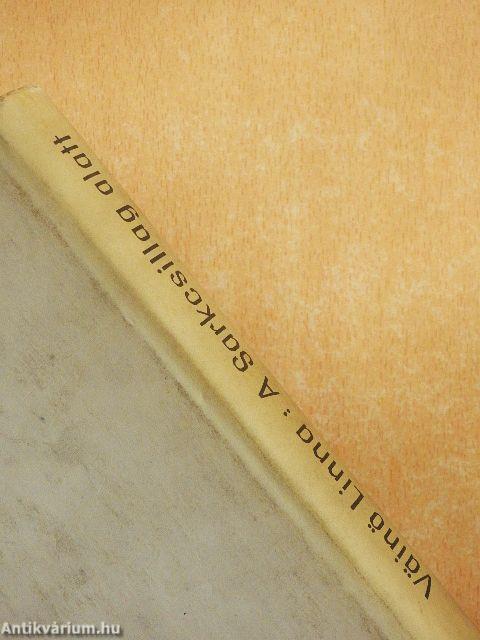 Väinö Linna: A Sarkcsillag alatt
Antikvárium.hu